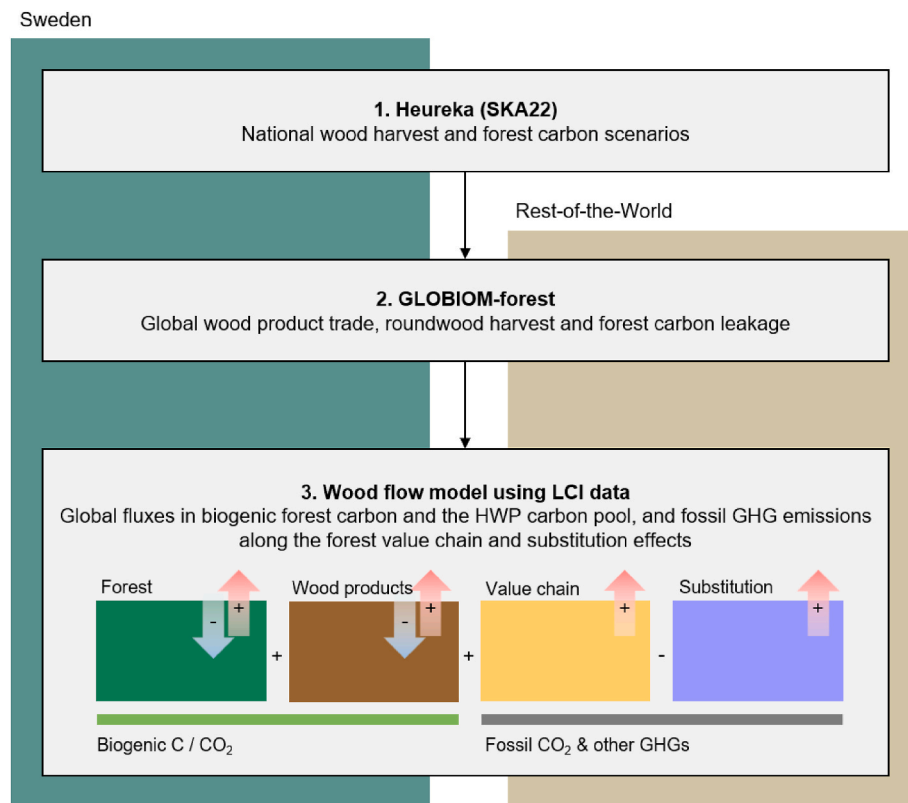 Sweden
1. Heureka (SKA22)
National wood harvest and forest carbon scenarios
Rest-of-the-World
2. GLOBIOM-forest
Global wood product trade, roundwood harvest and forest carbon leakage
3. Wood flow model using LCI data
Global fluxes in biogenic forest carbon and the HWP carbon pool, and fossil GHG emissions
along the forest value chain and substitution effects
Forest Wood products Value chain Substitution
- + - + + +
+ + -
Biogenic C / CO₂ Fossil CO₂ & other GHGs